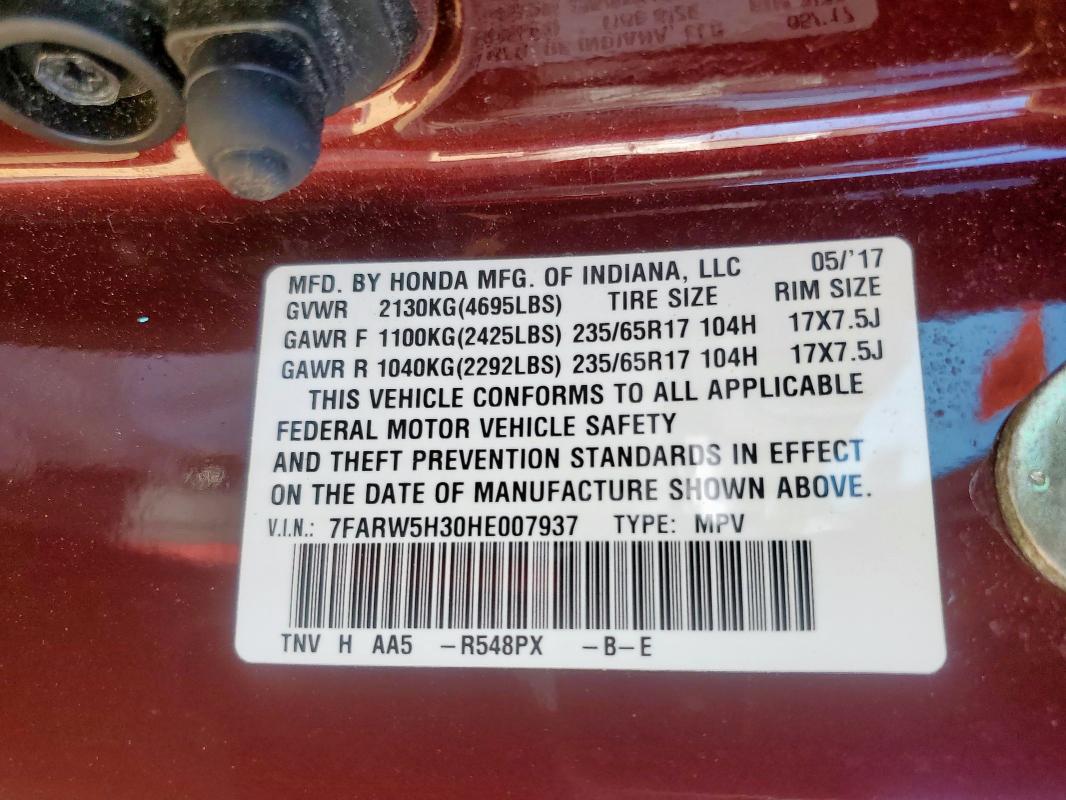 MFD. BY HONDA MFG. OF INDIANA, LLC 05/'17
GVWR 2130KG(4695LBS) TIRE SIZE RIM SIZE
GAWR F 1100KG(2425LBS) 235/65R17 104H 17X7.5J
GAWR R 1040KG(2292LBS) 235/65R17 104H 17X7.5J
THIS VEHICLE CONFORMS TO ALL APPLICABLE
FEDERAL MOTOR VEHICLE SAFETY
AND THEFT PREVENTION STANDARDS IN EFFECT
ON THE DATE OF MANUFACTURE SHOWN ABOVE.
V.I.N.: 7FARW5H30HE007937 TYPE: MPV
TNV H AA5 -R548PX -B-E